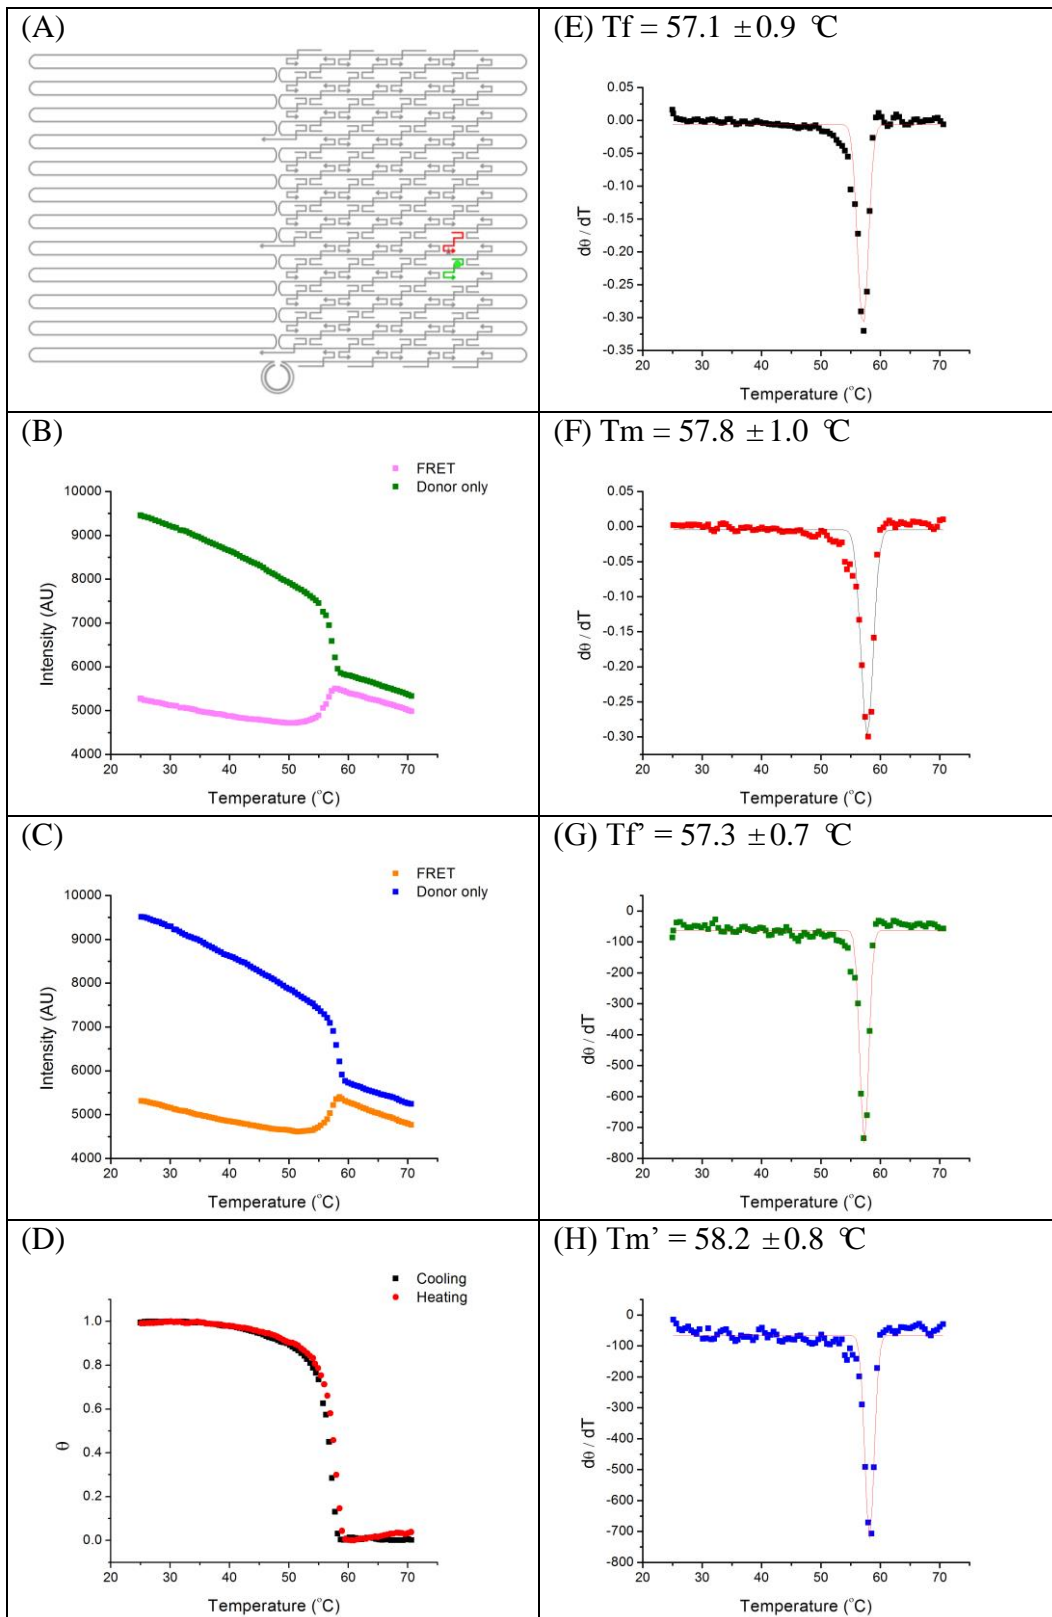 (A)
(E) Tf = 57.1 ±0.9 ℃
0.05
0.00
-0.05
-0.10
-0.15
-0.20
-0.25
-0.30
-0.35
dθ / dT
20 30 40 50 60 70
Temperature (°C)
(B)
FRET
Donor only
10000
9000
8000
7000
6000
5000
4000
Intensity (AU)
20 30 40 50 60 70
Temperature (°C)
(F) Tm = 57.8 ±1.0 ℃
0.05
0.00
-0.05
-0.10
-0.15
-0.20
-0.25
-0.30
dθ / dT
20 30 40 50 60 70
Temperature (°C)
(C)
FRET
Donor only
10000
9000
8000
7000
6000
5000
4000
Intensity (AU)
20 30 40 50 60 70
Temperature (°C)
(G) Tf’ = 57.3 ±0.7 ℃
0
-100
-200
-300
-400
-500
-600
-700
-800
dθ / dT
20 30 40 50 60 70
Temperature (°C)
(D)
Cooling
Heating
1.0
0.8
0.6
0.4
0.2
0.0
θ
20 30 40 50 60 70
Temperature (°C)
(H) Tm’ = 58.2 ±0.8 ℃
0
-100
-200
-300
-400
-500
-600
-700
-800
dθ / dT
20 30 40 50 60 70
Temperature (°C)